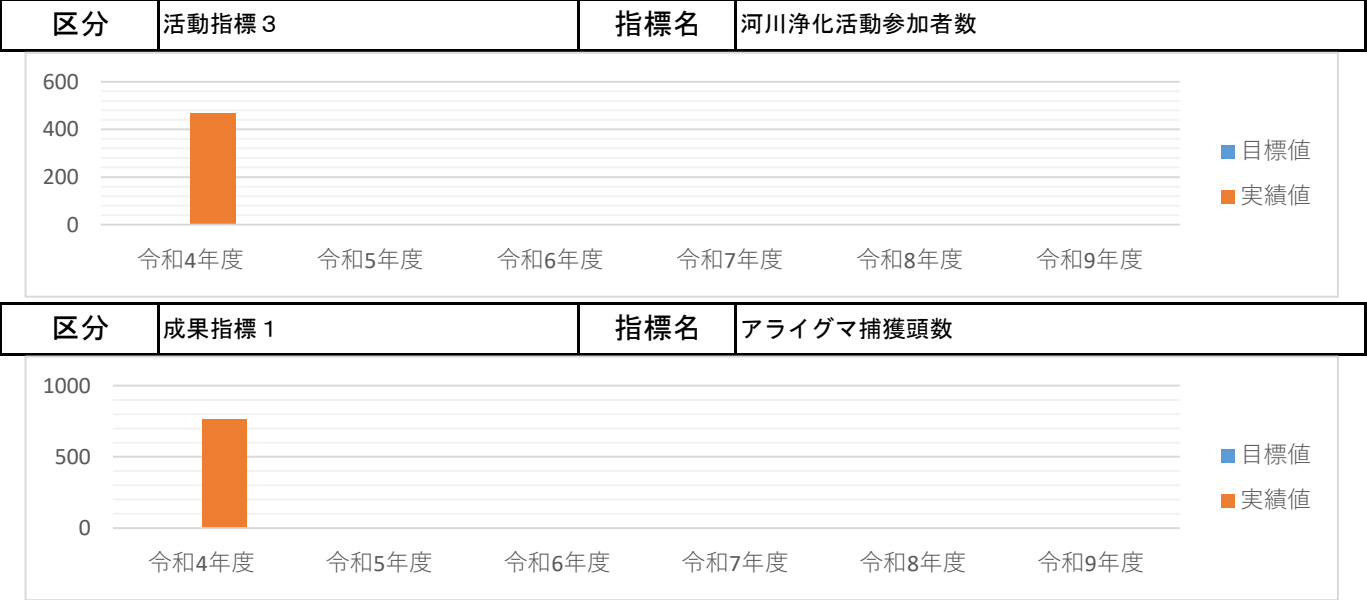 区分 活動指標３ 指標名 河川浄化活動参加者数
600
400
200
0
目標値
実績値
令和4年度 令和5年度 令和6年度 令和7年度 令和8年度 令和9年度
区分 成果指標１ 指標名 アライグマ捕獲頭数
1000
500
0
目標値
実績値
令和4年度 令和5年度 令和6年度 令和7年度 令和8年度 令和9年度